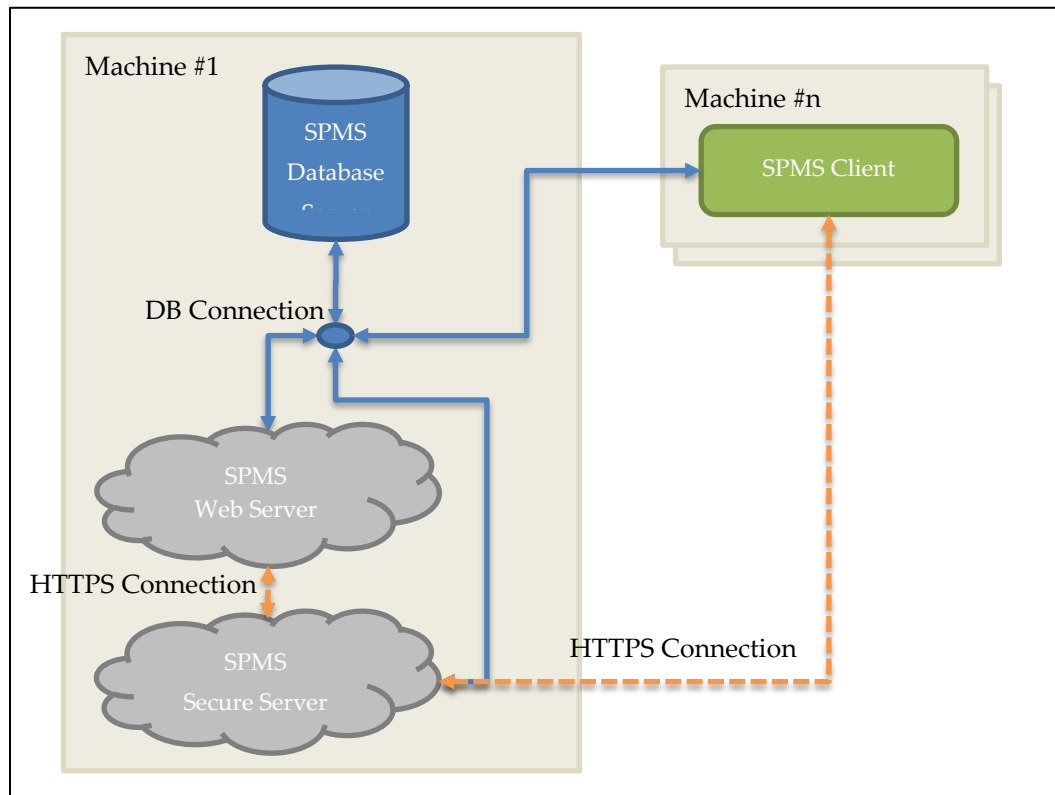 Machine #1
SPMS
Database
Machine #n
SPMS Client
DB Connection
SPMS
Web Server
HTTPS Connection
SPMS
Secure Server
HTTPS Connection